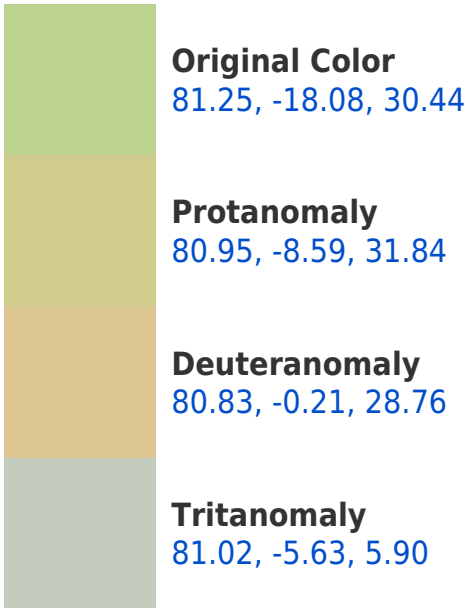 Original Color
81.25, -18.08, 30.44
Protanomaly
80.95, -8.59, 31.84
Deuteranomaly
80.83, -0.21, 28.76
Tritanomaly
81.02, -5.63, 5.90